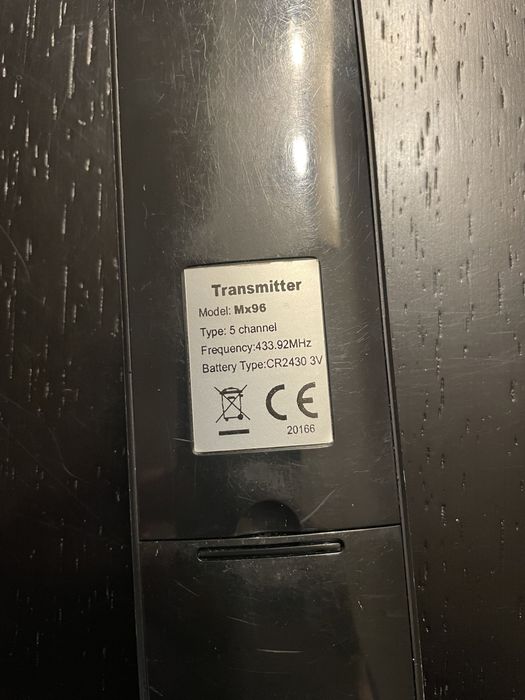 Transmitter
Model: Mx96
Type: 5 channel
Frequency:433.92MHz
Battery Type:CR2430 3V
CE
20166